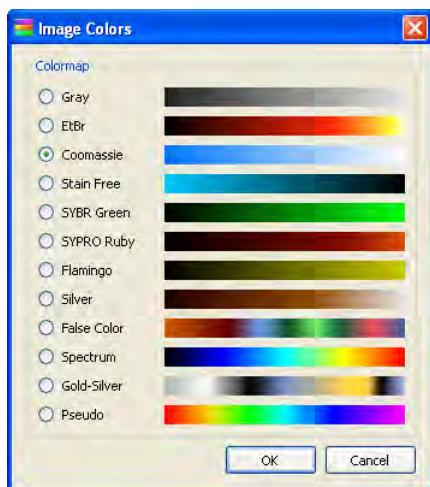 Image Colors
Colormap
Gray
EtBr
Coomassie
Stain Free
SYBR Green
SYPRO Ruby
Flamingo
Silver
False Color
Spectrum
Gold-Silver
Pseudo
OK Cancel